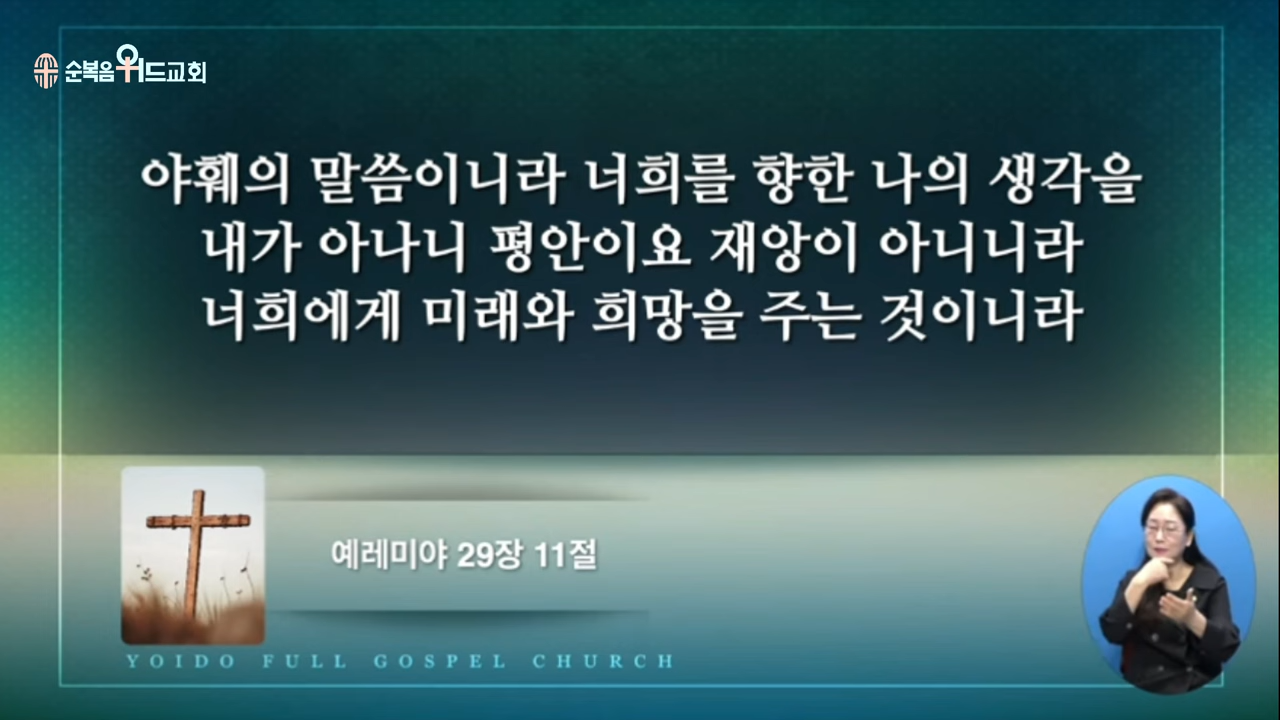 순복음위드교회
야훼의 말씀이니라 너희를 향한 나의 생각을
내가 아나니 평안이요 재앙이 아니니라
너희에게 미래와 희망을 주는 것이니라
예레미야 29장 11절
YOIDO FULL GOSPEL CHURCH